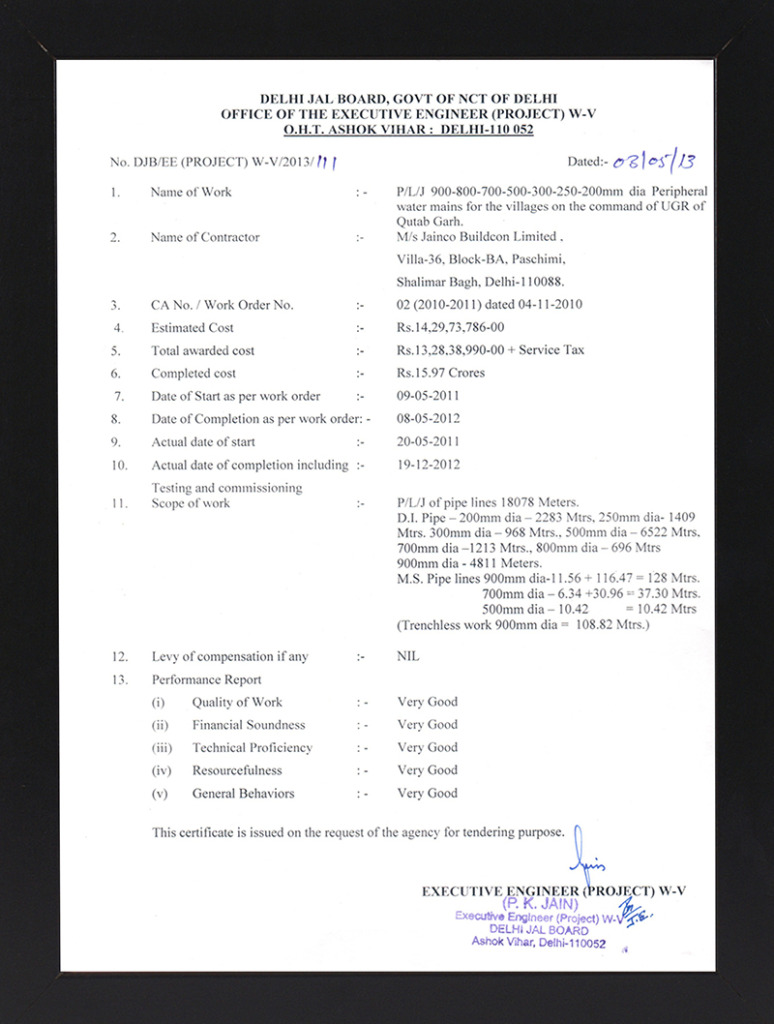 DELHI JAL BOARD, GOVT OF NCT OF DELHI
OFFICE OF THE EXECUTIVE ENGINEER (PROJECT) W-V
O.H.T. ASHOK VIHAR : DELHI-110 052
No. DJB/EE (PROJECT) W-V/2013/111 Dated:- 08/05/13
1. Name of Work : - P/L/J 900-800-700-500-300-250-200mm dia Peripheral
water mains for the villages on the command of UGR of
Qutab Garh.
2. Name of Contractor :- M/s Jainco Buildcon Limited ,
Villa-36, Block-BA, Paschimi,
Shalimar Bagh, Delhi-110088.
3. CA No. / Work Order No. :- 02 (2010-2011) dated 04-11-2010
4. Estimated Cost :- Rs.14,29,73,786-00
5. Total awarded cost :- Rs.13,28,38,990-00 + Service Tax
6. Completed cost :- Rs.15.97 Crores
7. Date of Start as per work order :- 09-05-2011
8. Date of Completion as per work order: - 08-05-2012
9. Actual date of start :- 20-05-2011
10. Actual date of completion including :- 19-12-2012
Testing and commissioning
11. Scope of work :- P/L/J of pipe lines 18078 Meters.
D.I. Pipe – 200mm dia – 2283 Mtrs, 250mm dia- 1409
Mtrs. 300mm dia – 968 Mtrs., 500mm dia – 6522 Mtrs,
700mm dia –1213 Mtrs., 800mm dia – 696 Mtrs
900mm dia - 4811 Meters.
M.S. Pipe lines 900mm dia-11.56 + 116.47 = 128 Mtrs.
700mm dia – 6.34 +30.96 = 37.30 Mtrs.
500mm dia – 10.42 = 10.42 Mtrs
(Trenchless work 900mm dia = 108.82 Mtrs.)
12. Levy of compensation if any :- NIL
13. Performance Report
(i) Quality of Work : - Very Good
(ii) Financial Soundness : - Very Good
(iii) Technical Proficiency : - Very Good
(iv) Resourcefulness : - Very Good
(v) General Behaviors : - Very Good
This certificate is issued on the request of the agency for tendering purpose.
EXECUTIVE ENGINEER (PROJECT) W-V
(P. K. JAIN)
Executive Engineer (Project) W-V
J.E.
DELHI JAL BOARD
Ashok Vihar, Delhi-110052